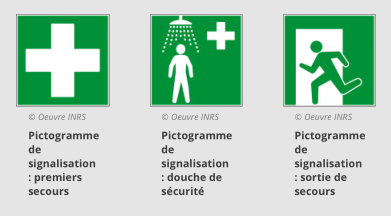 © Oeuvre INRS
Pictogramme
de
signalisation
: premiers
secours
© Oeuvre INRS
Pictogramme
de
signalisation
: douche de
sécurité
© Oeuvre INRS
Pictogramme
de
signalisation
: sortie de
secours